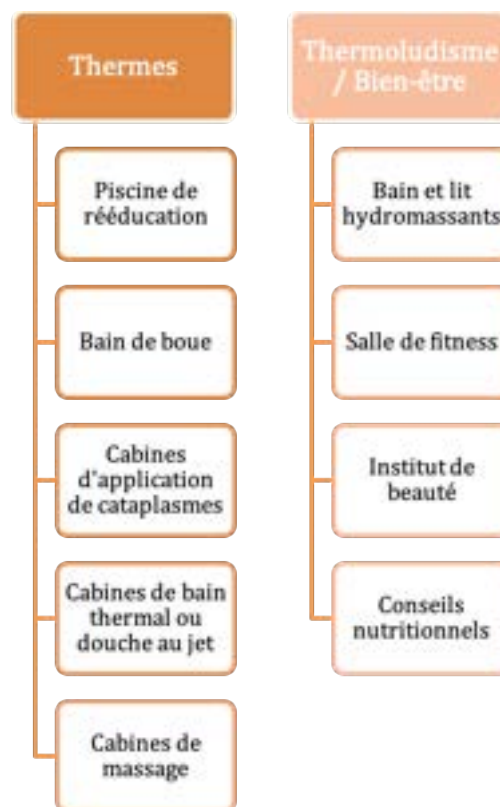 Thermes
Piscine de
rééducation
Bain de boue
Cabines
d'application
de cataplasmes
Cabines de bain
thermal ou
douche au jet
Cabines de
massage
Thermoludisme
/ Bien-être
Bain et lit
hydromassants
Salle de fitness
Institut de
beauté
Conseils
nutritionnels